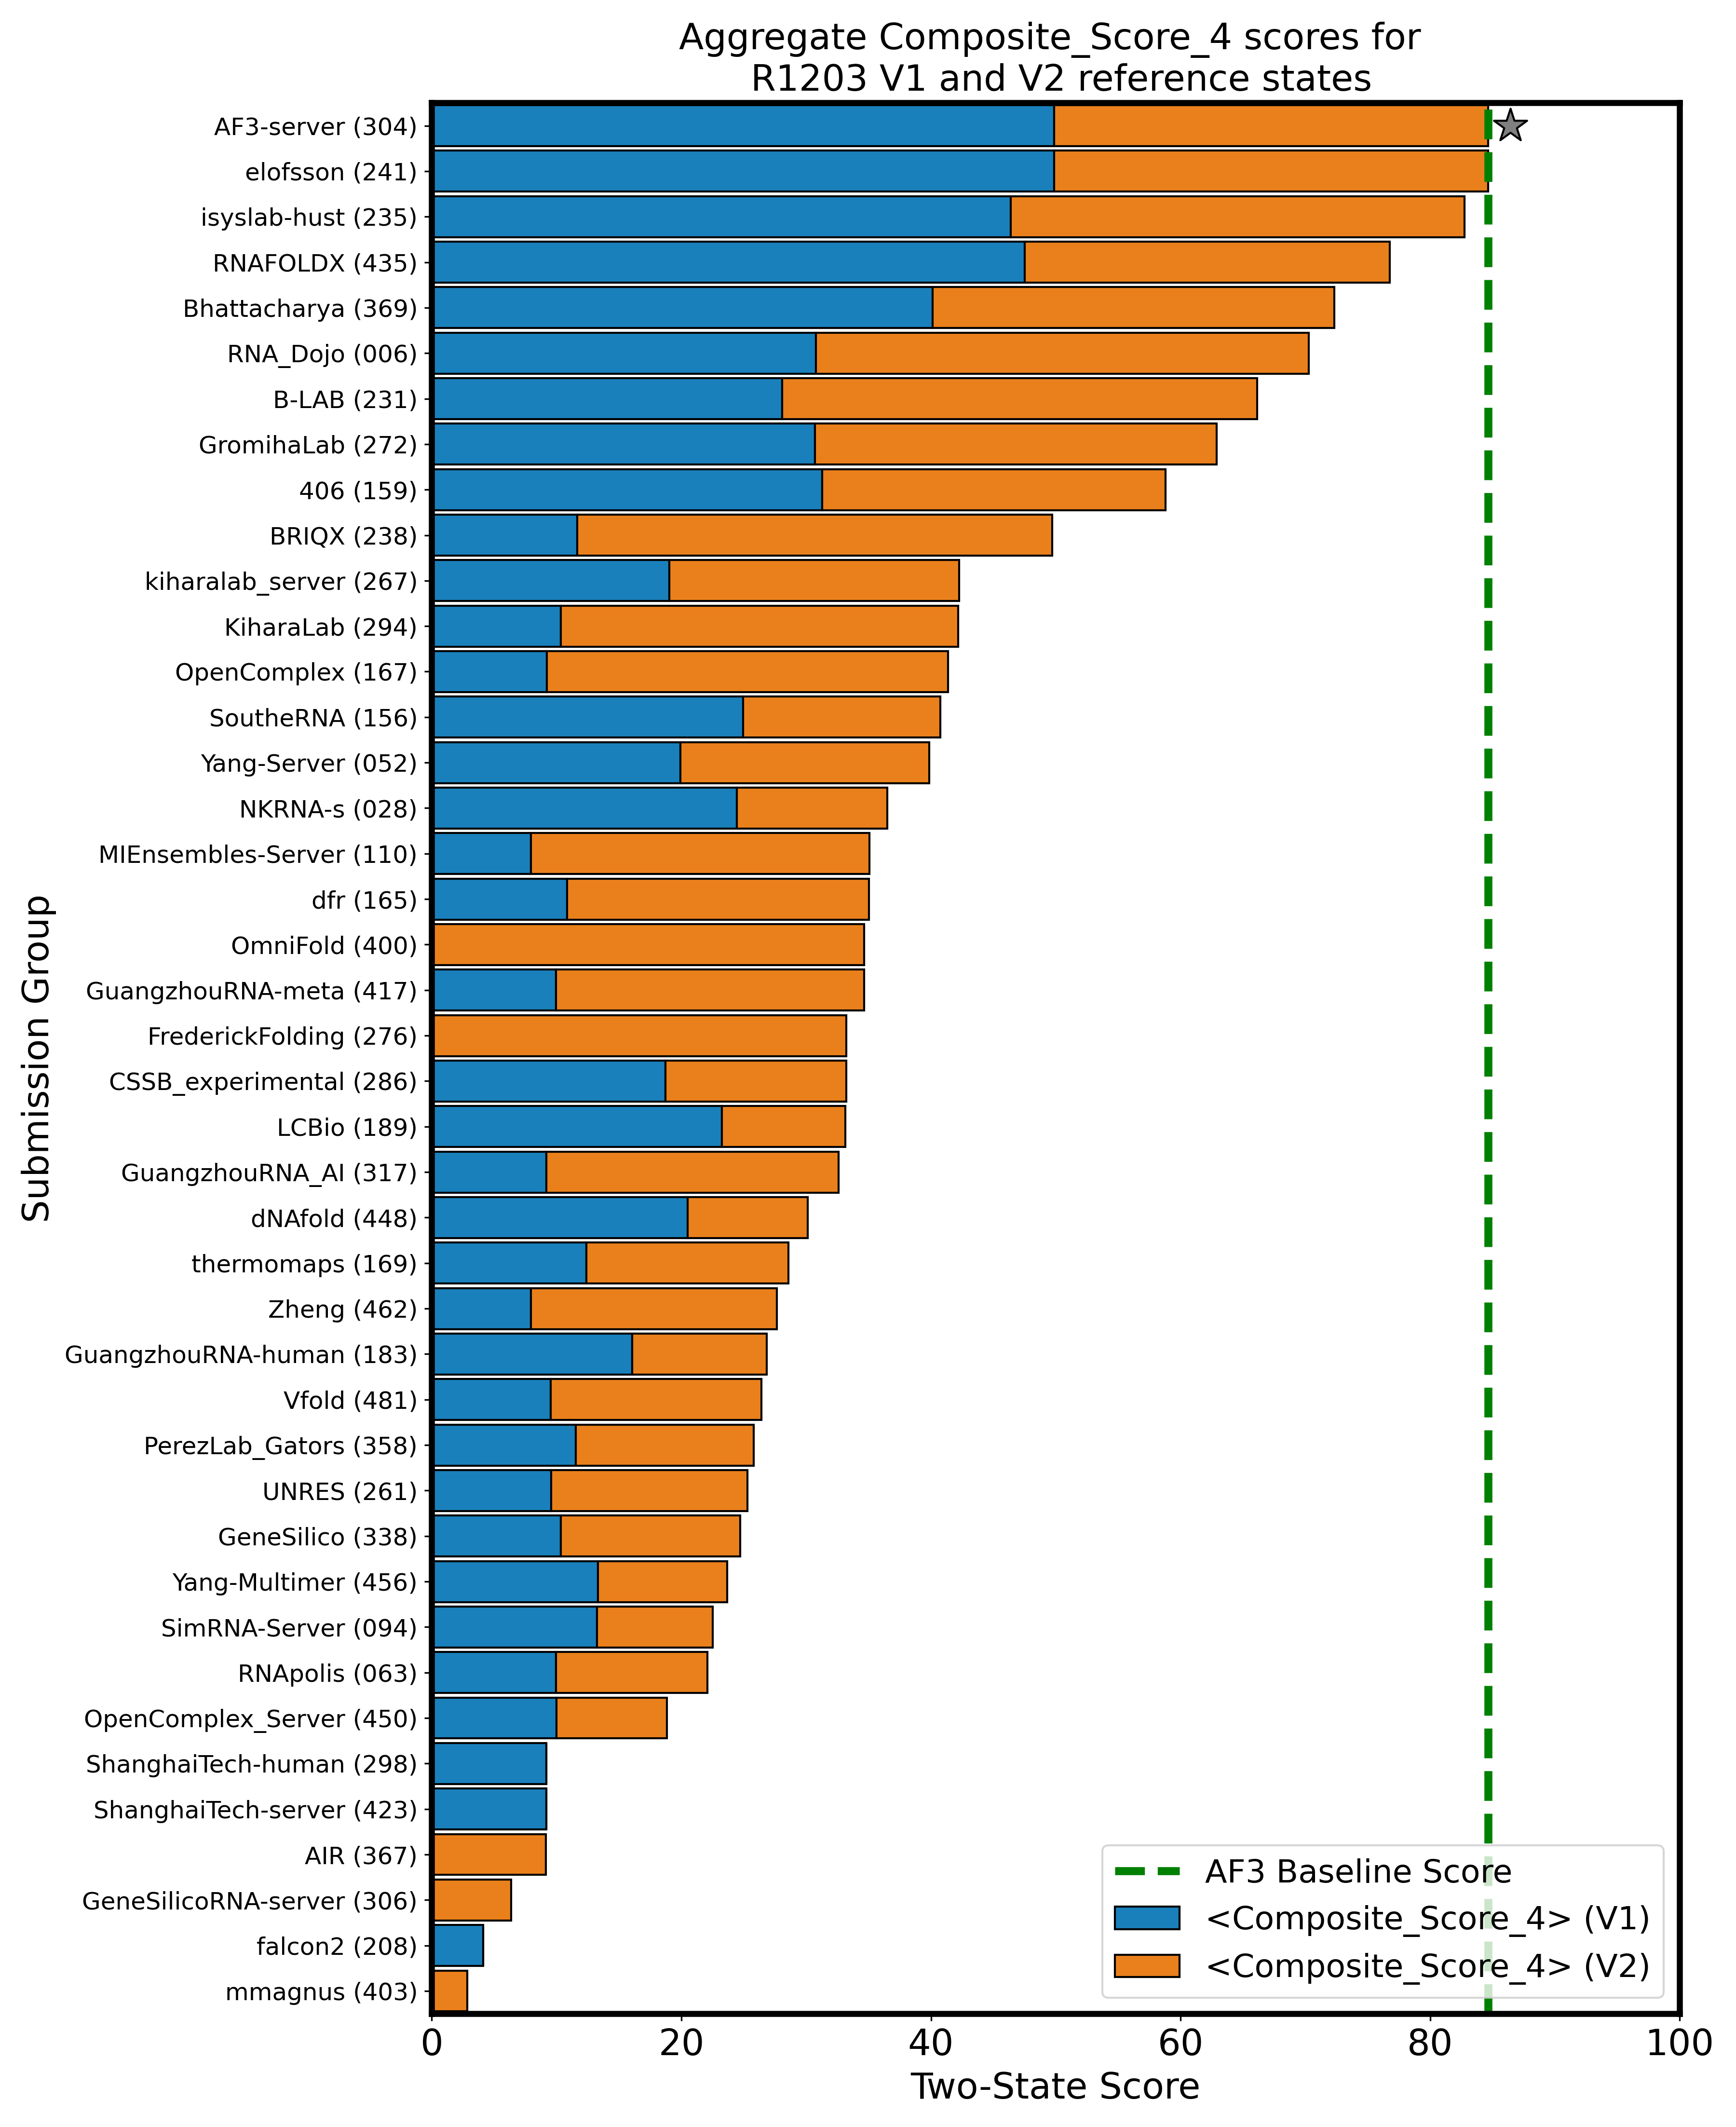 Aggregate Composite_Score_4 scores for
R1203 V1 and V2 reference states
AF3-server (304)
elofsson (241)
isyslab-hust (235)
RNAFOLDX (435)
Bhattacharya (369)
RNA_Dojo (006)
B-LAB (231)
GromihaLab (272)
406 (159)
BRIQX (238)
kiharalab_server (267)
KiharaLab (294)
OpenComplex (167)
SoutheRNA (156)
Yang-Server (052)
NKRNA-s (028)
MIEnsembles-Server (110)
dfr (165)
OmniFold (400)
GuangzhouRNA-meta (417)
FrederickFolding (276)
CSSB_experimental (286)
LCBio (189)
GuangzhouRNA_AI (317)
dNAfold (448)
thermomaps (169)
Zheng (462)
GuangzhouRNA-human (183)
Vfold (481)
PerezLab_Gators (358)
UNRES (261)
GeneSilico (338)
Yang-Multimer (456)
SimRNA-Server (094)
RNApolis (063)
OpenComplex_Server (450)
ShanghaiTech-human (298)
ShanghaiTech-server (423)
AIR (367)
GeneSilicoRNA-server (306)
falcon2 (208)
mmagnus (403)
Submission Group
AF3 Baseline Score
<Composite_Score_4> (V1)
<Composite_Score_4> (V2)
0 20 40 60 80 100
Two-State Score